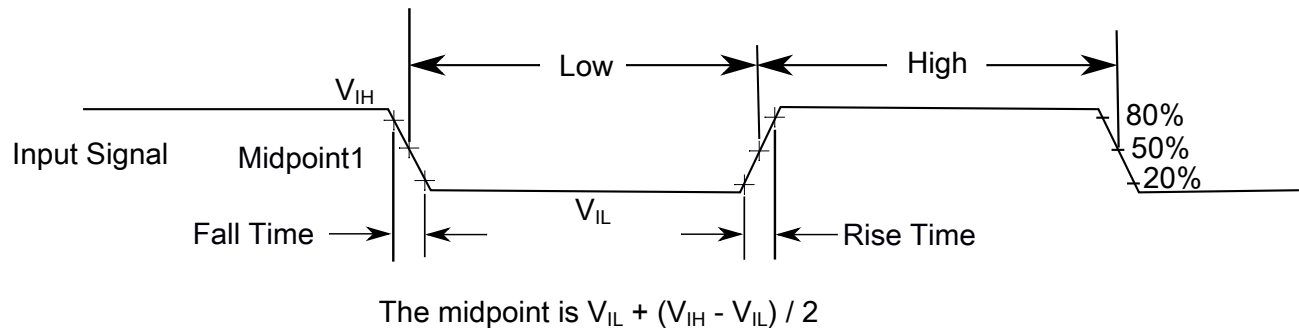 Low
High
V_IH
80%
Input Signal
Midpoint1
50%
20%
V_IL
Fall Time
Rise Time
The midpoint is V_IL + (V_IH - V_IL) / 2